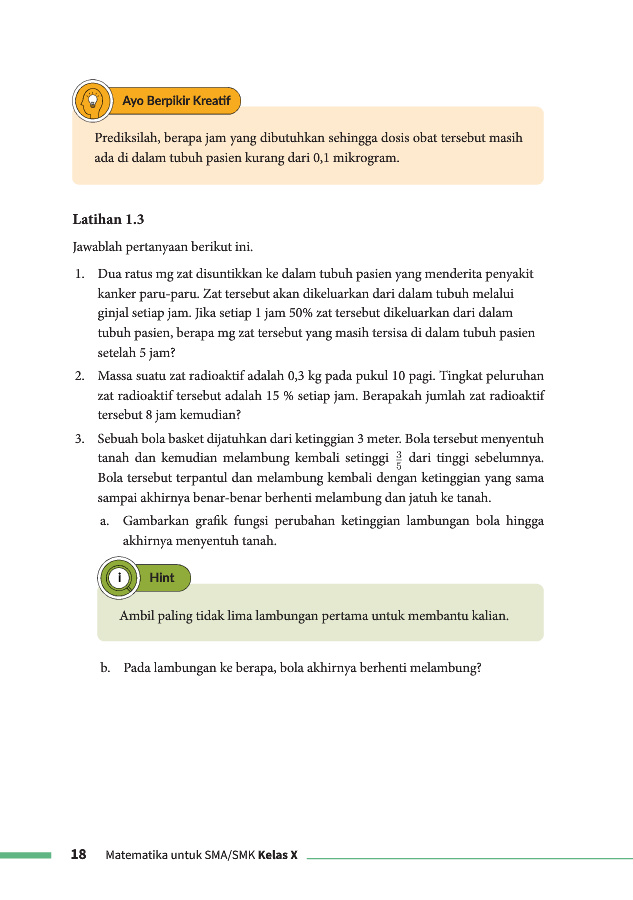 Ayo Berpikir Kreatif
Prediksilah, berapa jam yang dibutuhkan sehingga dosis obat tersebut masih
ada di dalam tubuh pasien kurang dari 0,1 mikrogram.
Latihan 1.3
Jawablah pertanyaan berikut ini.
1. Dua ratus mg zat disuntikkan ke dalam tubuh pasien yang menderita penyakit
kanker paru-paru. Zat tersebut akan dikeluarkan dari dalam tubuh melalui
ginjal setiap jam. Jika setiap 1 jam 50% zat tersebut dikeluarkan dari dalam
tubuh pasien, berapa mg zat tersebut yang masih tersisa di dalam tubuh pasien
setelah 5 jam?
2. Massa suatu zat radioaktif adalah 0,3 kg pada pukul 10 pagi. Tingkat peluruhan
zat radioaktif tersebut adalah 15 % setiap jam. Berapakah jumlah zat radioaktif
tersebut 8 jam kemudian?
3. Sebuah bola basket dijatuhkan dari ketinggian 3 meter. Bola tersebut menyentuh
tanah dan kemudian melambung kembali setinggi 3/5 dari tinggi sebelumnya.
Bola tersebut terpantul dan melambung kembali dengan ketinggian yang sama
sampai akhirnya benar-benar berhenti melambung dan jatuh ke tanah.
a. Gambarkan grafik fungsi perubahan ketinggian lambungan bola hingga
akhirnya menyentuh tanah.
i Hint
Ambil paling tidak lima lambungan pertama untuk membantu kalian.
b. Pada lambungan ke berapa, bola akhirnya berhenti melambung?
18 Matematika untuk SMA/SMK Kelas X